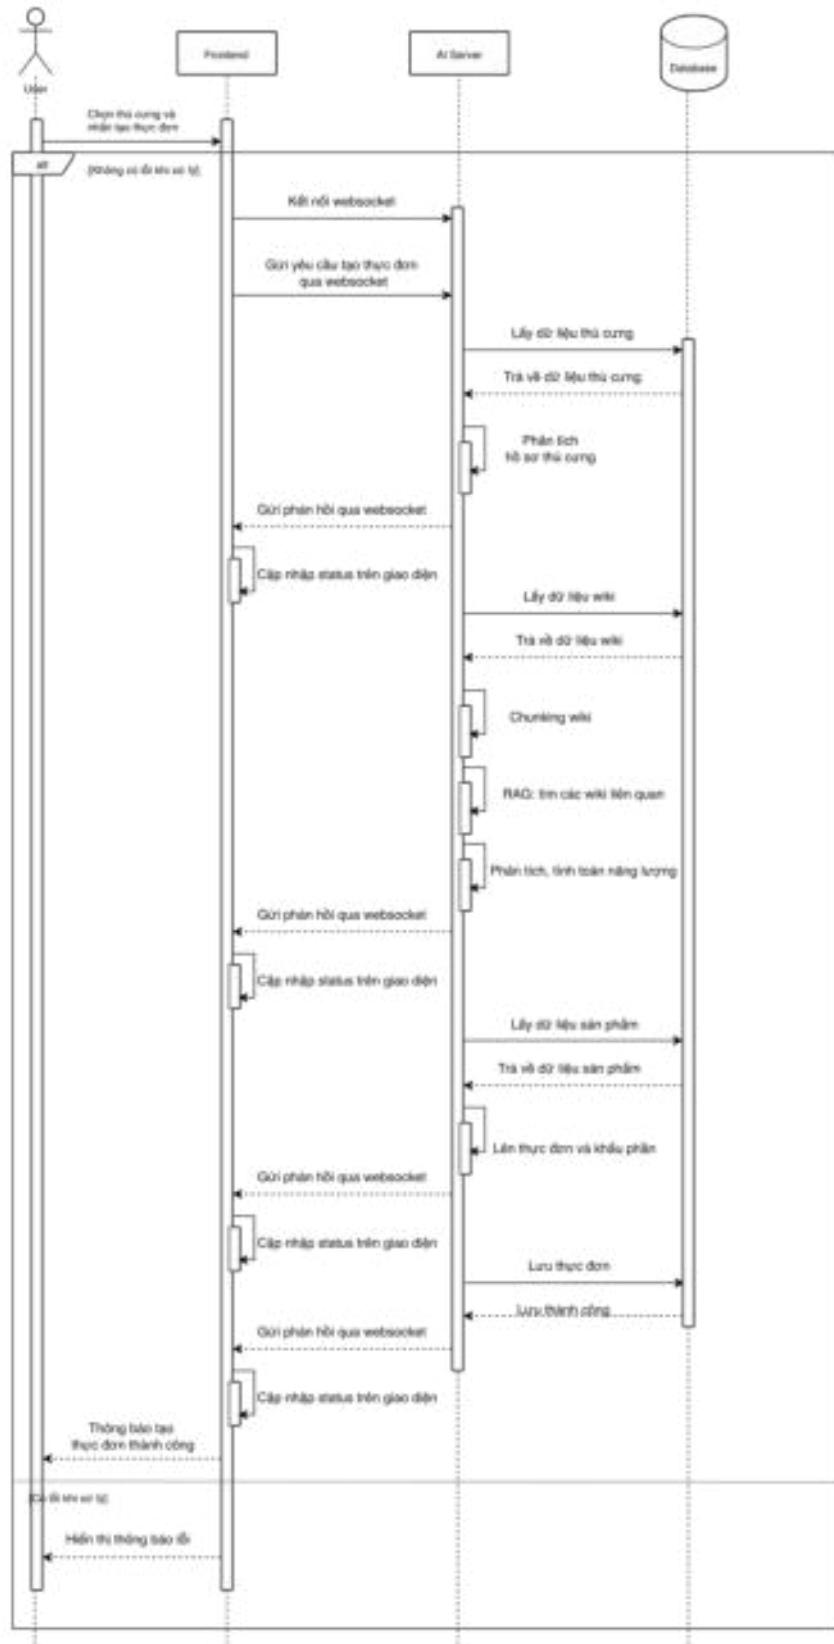 User
Frontend
AI Server
Database
Chọn thú cưng và
nhấn tạo thực đơn
alt
[Không có lỗi khi xử lý]
Kết nối websocket
Gửi yêu cầu tạo thực đơn
qua websocket
Lấy dữ liệu thú cưng
Trả về dữ liệu thú cưng
Phân tích
hồ sơ thú cưng
Gửi phản hồi qua websocket
Cập nhập status trên giao diện
Lấy dữ liệu wiki
Trả về dữ liệu wiki
Chunking wiki
RAG: tìm các wiki liên quan
Phân tích, tính toán năng lượng
Gửi phản hồi qua websocket
Cập nhập status trên giao diện
Lấy dữ liệu sản phẩm
Trả về dữ liệu sản phẩm
Lên thực đơn và khẩu phần
Gửi phản hồi qua websocket
Cập nhập status trên giao diện
Lưu thực đơn
Lưu thành công
Gửi phản hồi qua websocket
Cập nhập status trên giao diện
Thông báo tạo
thực đơn thành công
[Có lỗi khi xử lý]
Hiển thị thông báo lỗi